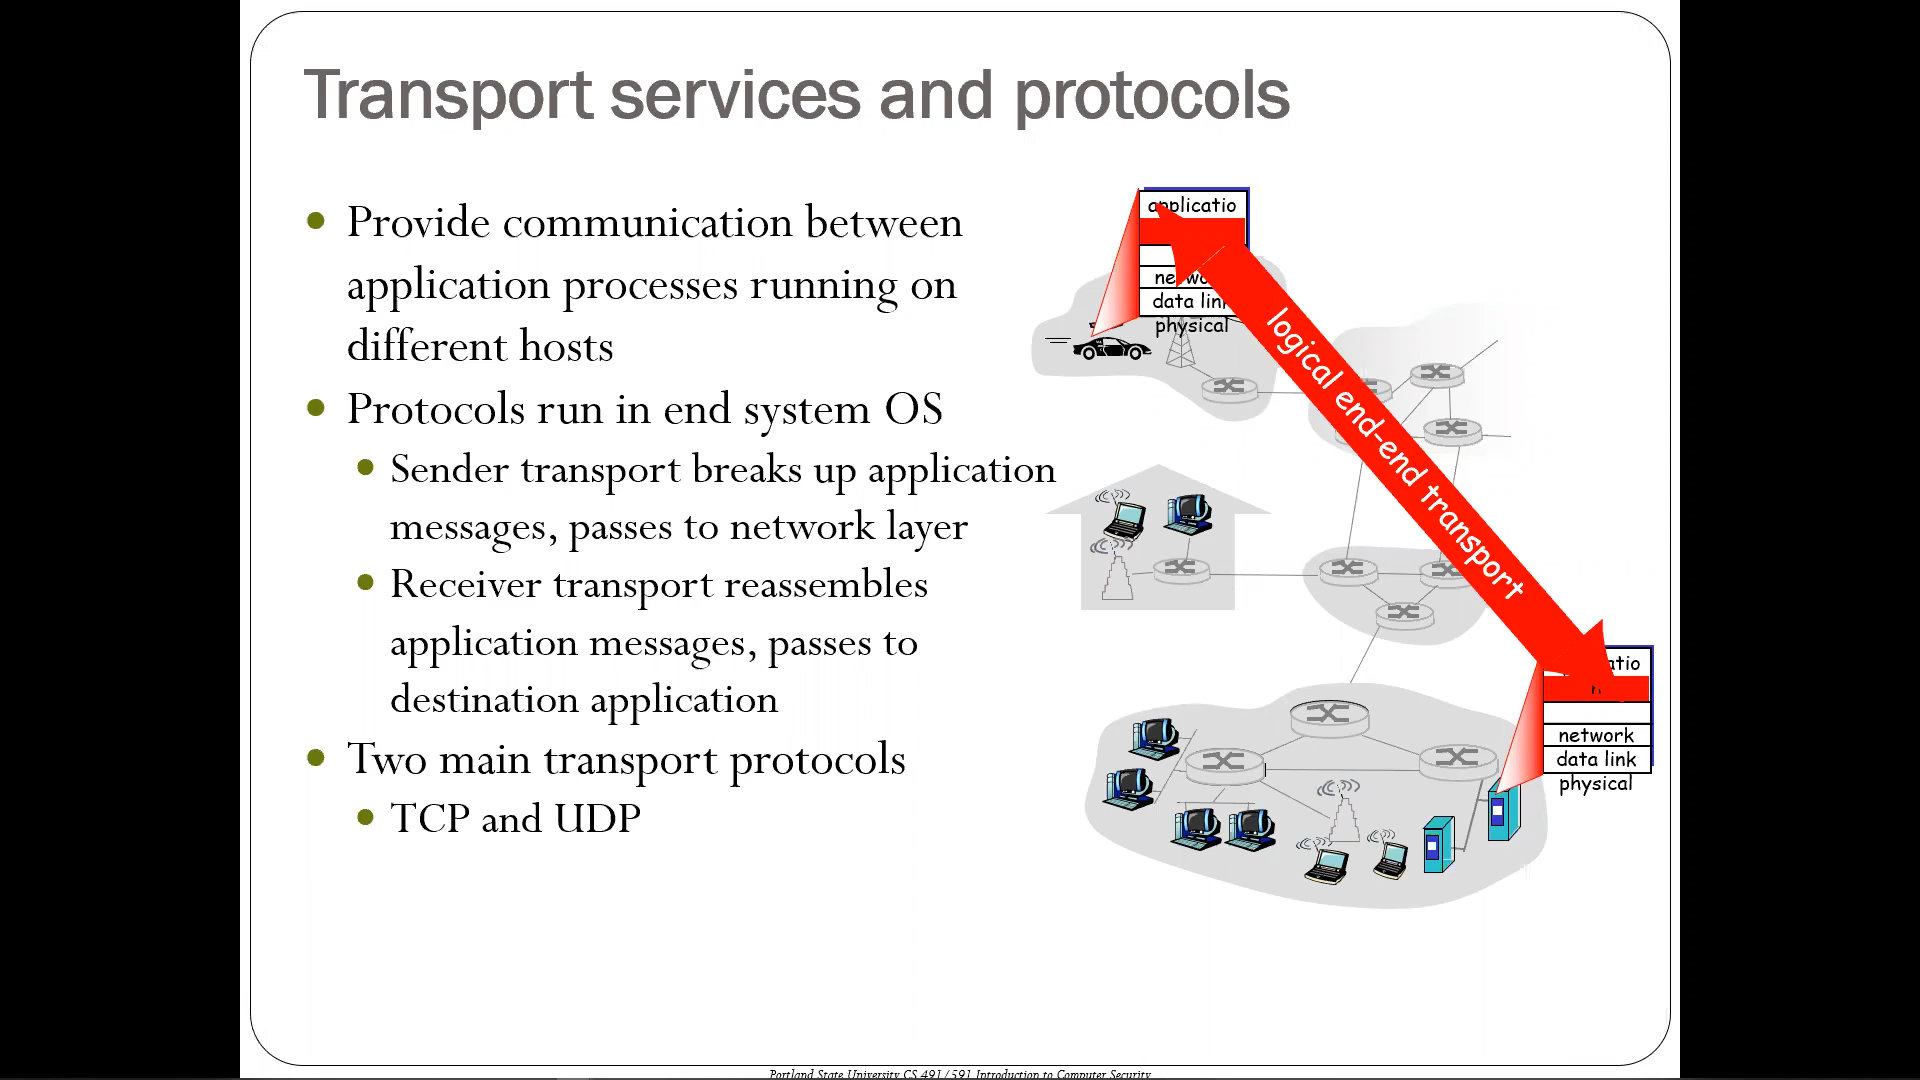 Transport services and protocols
Provide communication between
application processes running on
different hosts
Protocols run in end system OS
Sender transport breaks up application
messages, passes to network layer
Receiver transport reassembles
application messages, passes to
destination application
Two main transport protocols
TCP and UDP
applicatio
data link
physical
logical end-end transport
network
data link
physical
Portland State University CS 491/591 Introduction to Computer Security